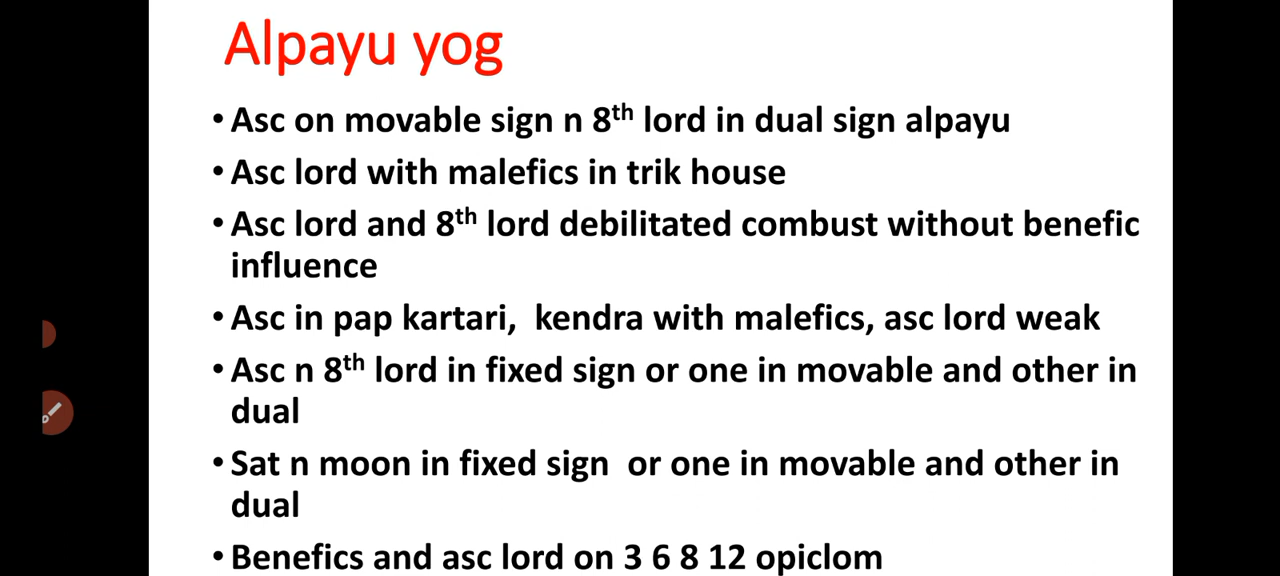 Alpayu yog
• Asc on movable sign n 8th lord in dual sign alpayu
• Asc lord with malefics in trik house
• Asc lord and 8th lord debilitated combust without benefic
influence
• Asc in pap kartari, kendra with malefics, asc lord weak
• Asc n 8th lord in fixed sign or one in movable and other in
dual
• Sat n moon in fixed sign or one in movable and other in
dual
• Benefics and asc lord on 3 6 8 12 opiclom